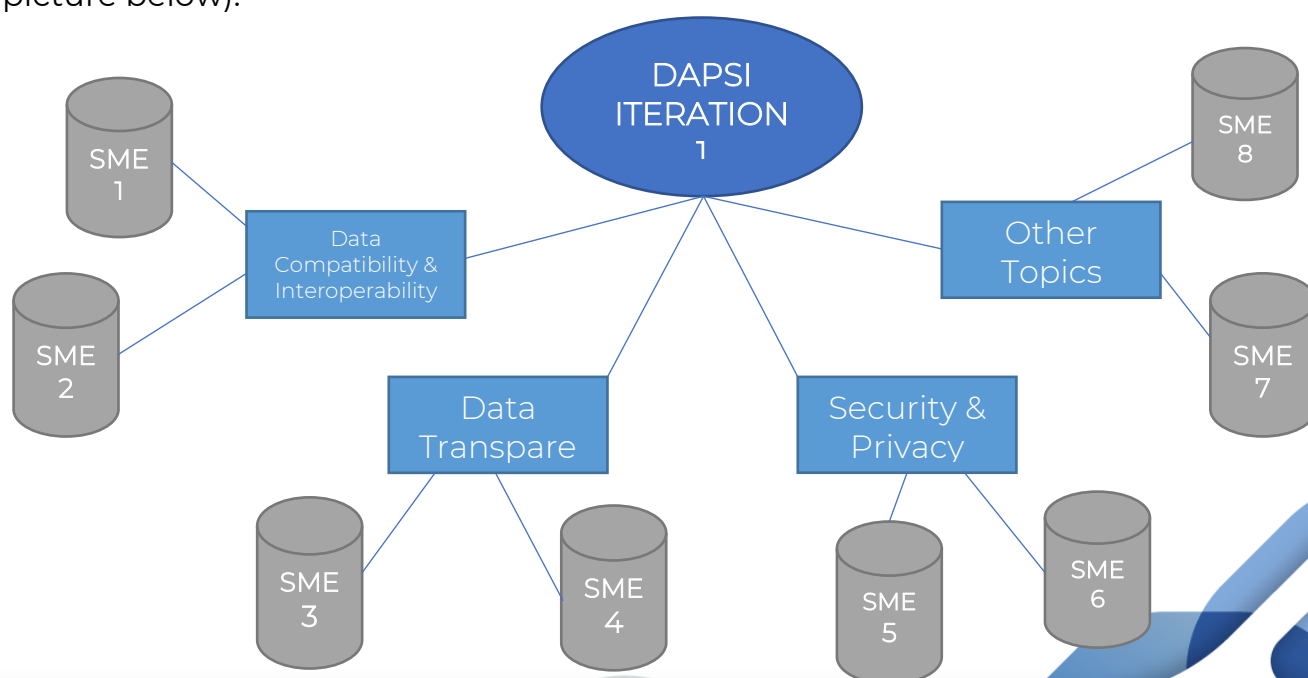 picture below).
DAPSI
ITERATION
1
SME
1
SME
8
Data
Compatibility &
Interoperability
Other
Topics
SME
2
SME
7
Data
Transpare
Security &
Privacy
SME
3
SME
4
SME
5
SME
6